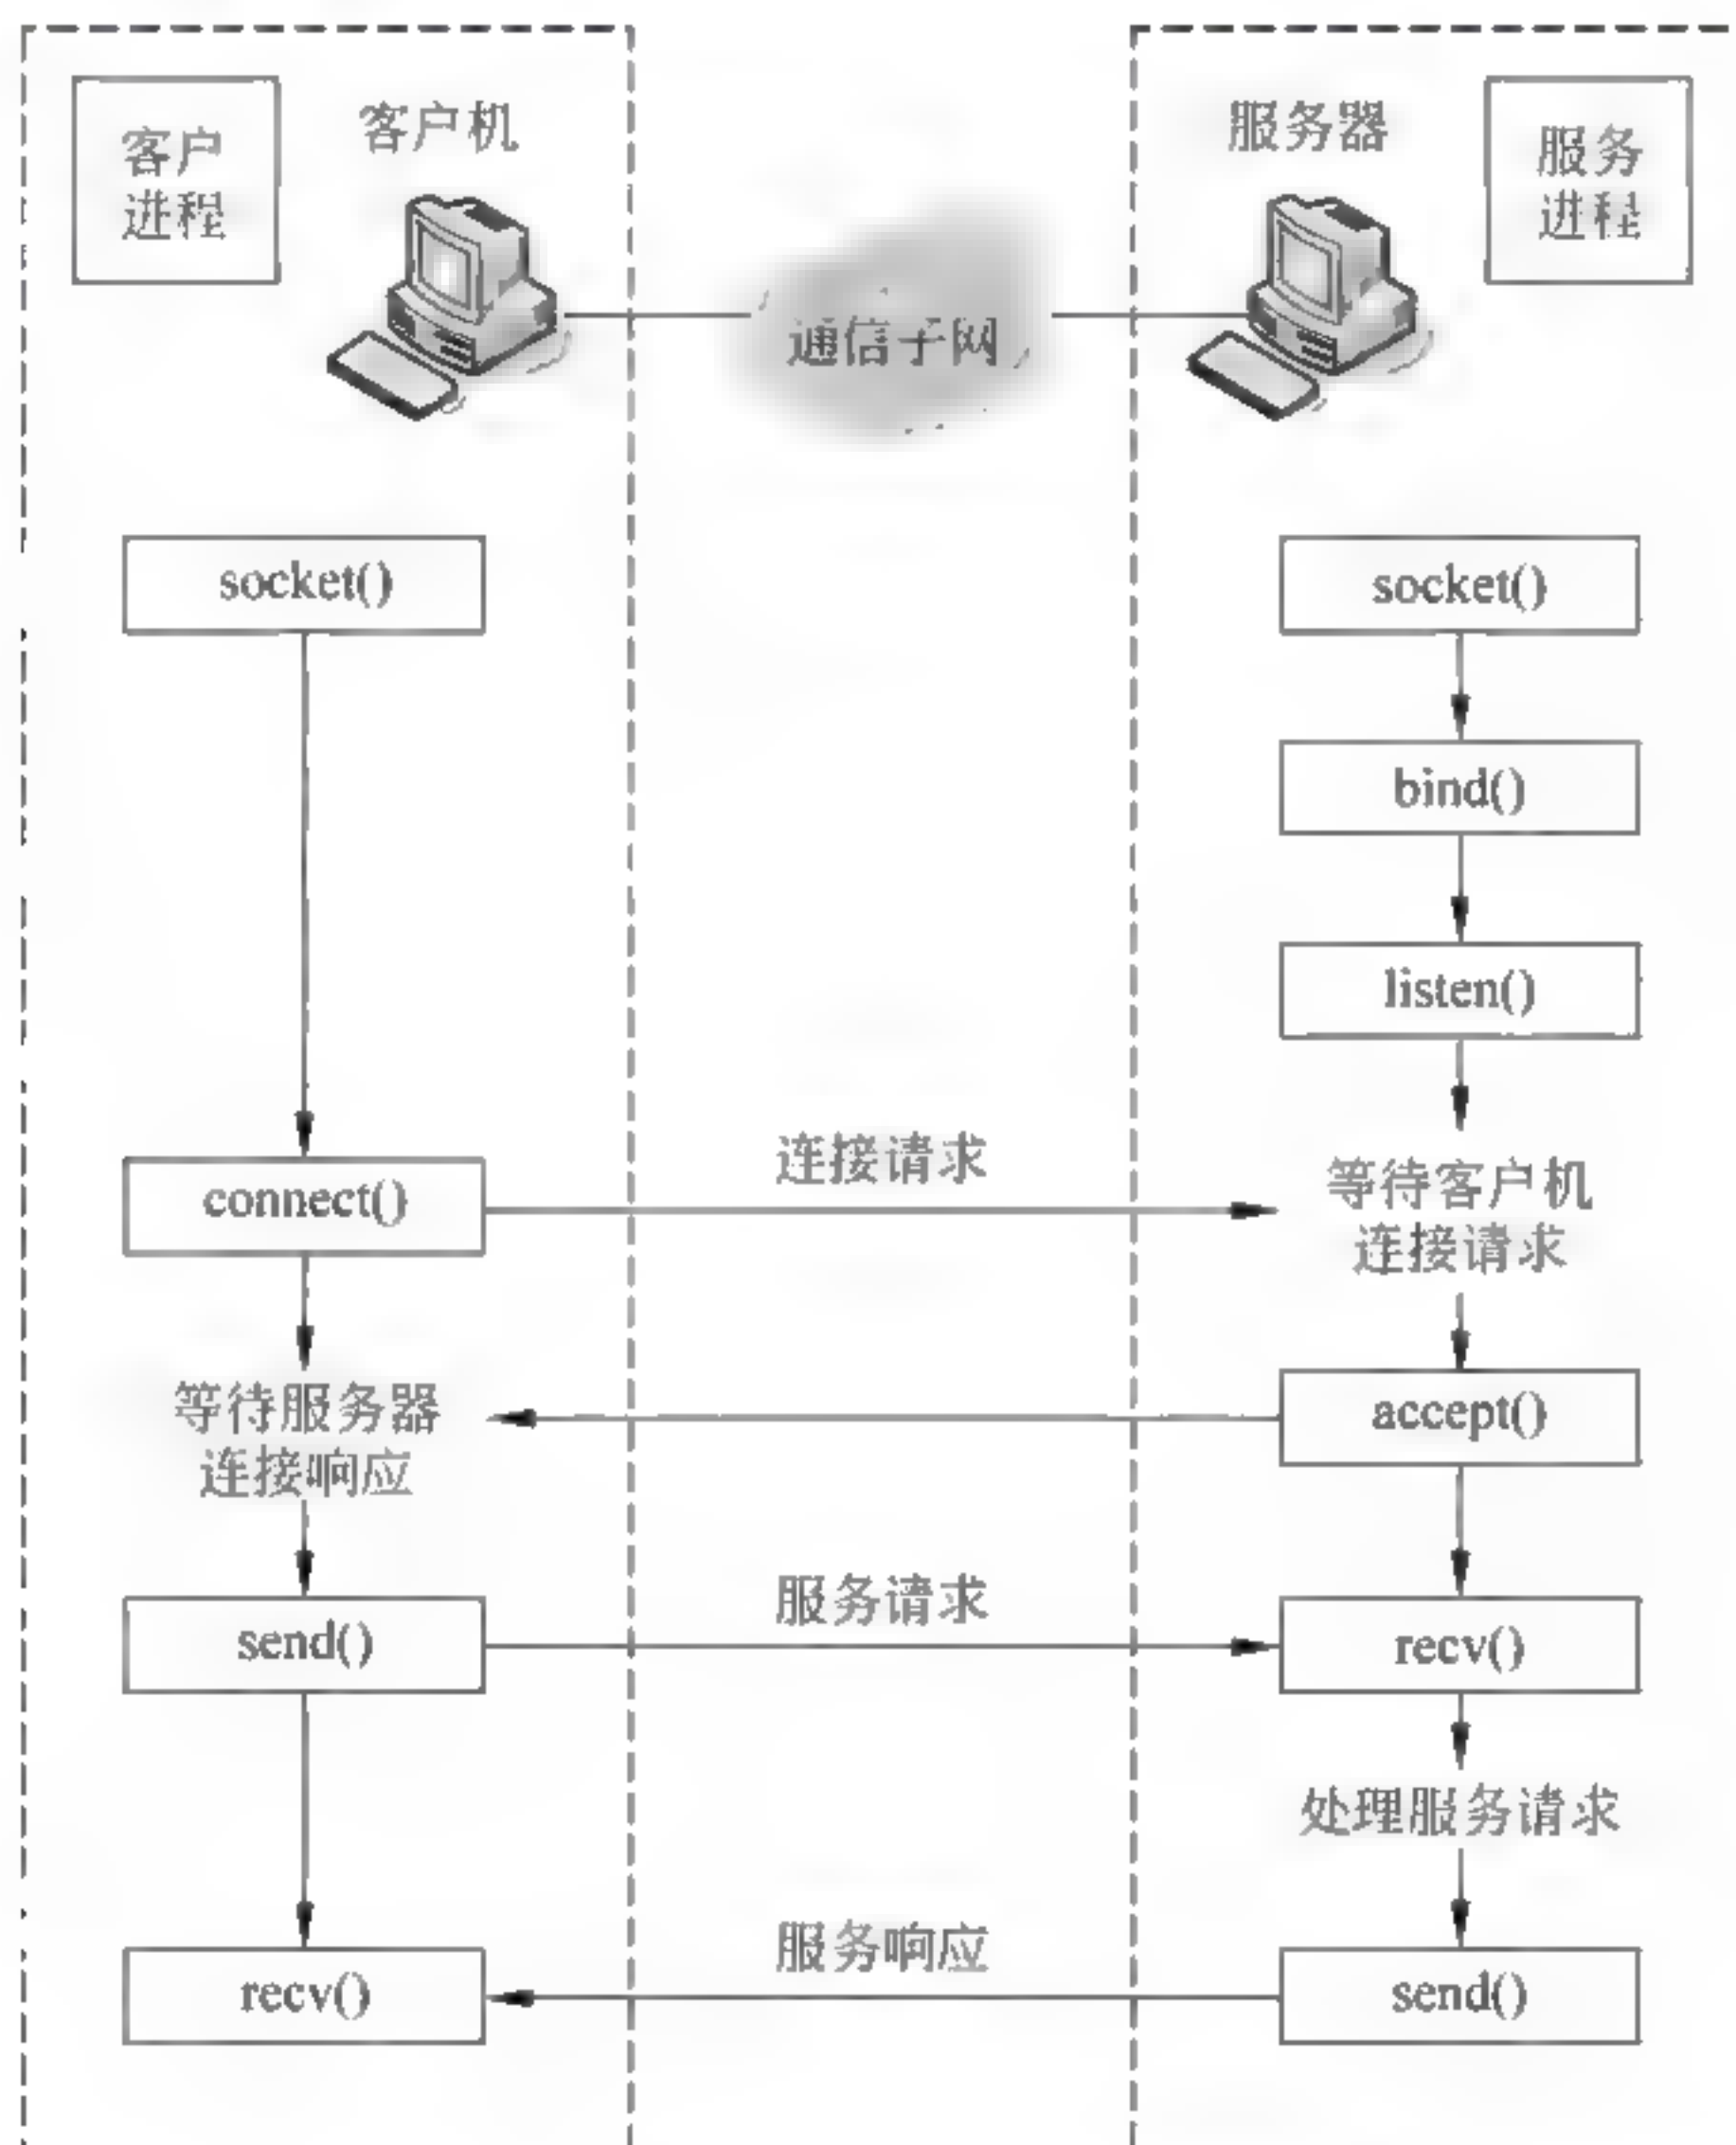 客户
进程
客户机
服务器
服务
进程
通信子网
socket()
socket()
bind()
listen()
connect()
连接请求
等待客户机
连接请求
等待服务器
连接响应
accept()
send()
服务请求
recv()
处理服务请求
recv()
服务响应
send()